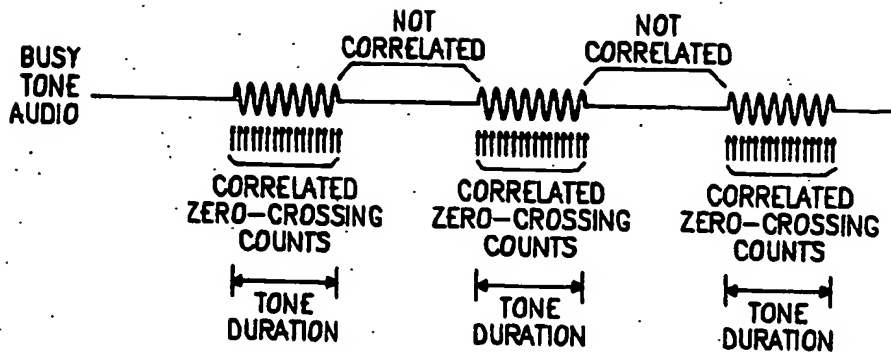 NOT
CORRELATED
NOT
CORRELATED
BUSY
TONE
AUDIO
CORRELATED
ZERO-CROSSING
COUNTS
CORRELATED
ZERO-CROSSING
COUNTS
CORRELATED
ZERO-CROSSING
COUNTS
TONE
DURATION
TONE
DURATION
TONE
DURATION